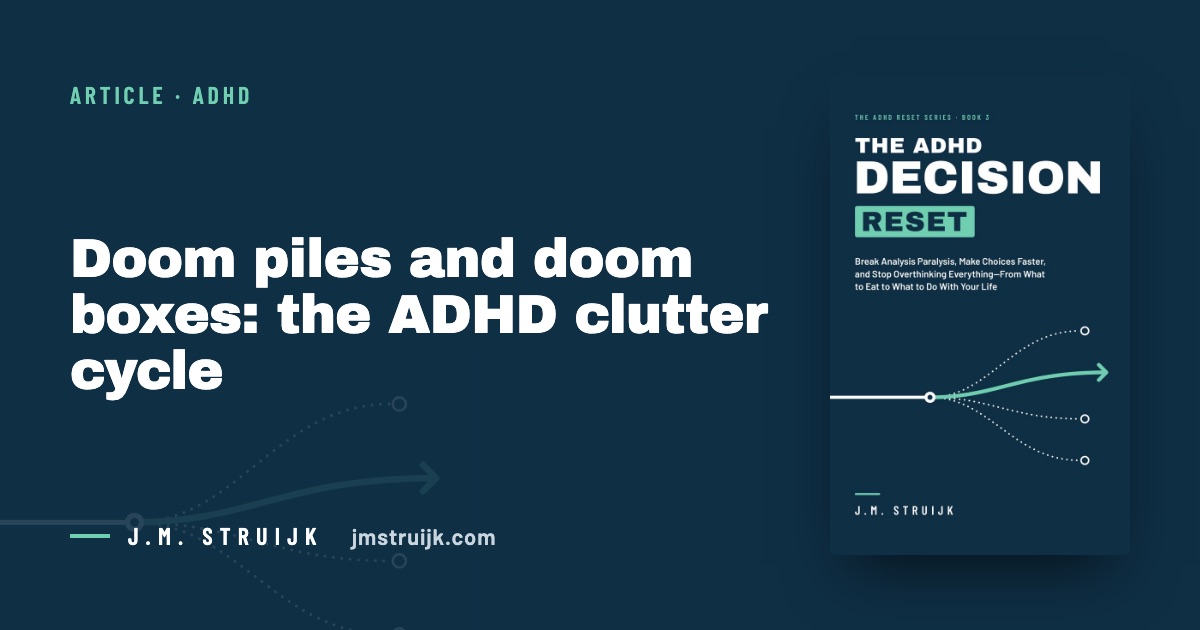 ARTICLE · ADHD
Doom piles and doom
boxes: the ADHD clutter
cycle
J.M. STRUIJK jmstruijk.com
THE ADHD RESET SERIES · BOOK 3
THE ADHD
DECISION
RESET
Break Analysis Paralysis, Make Choices Faster,
and Stop Overthinking Everything—From What
to Eat to What to Do With Your Life
J.M. STRUIJK